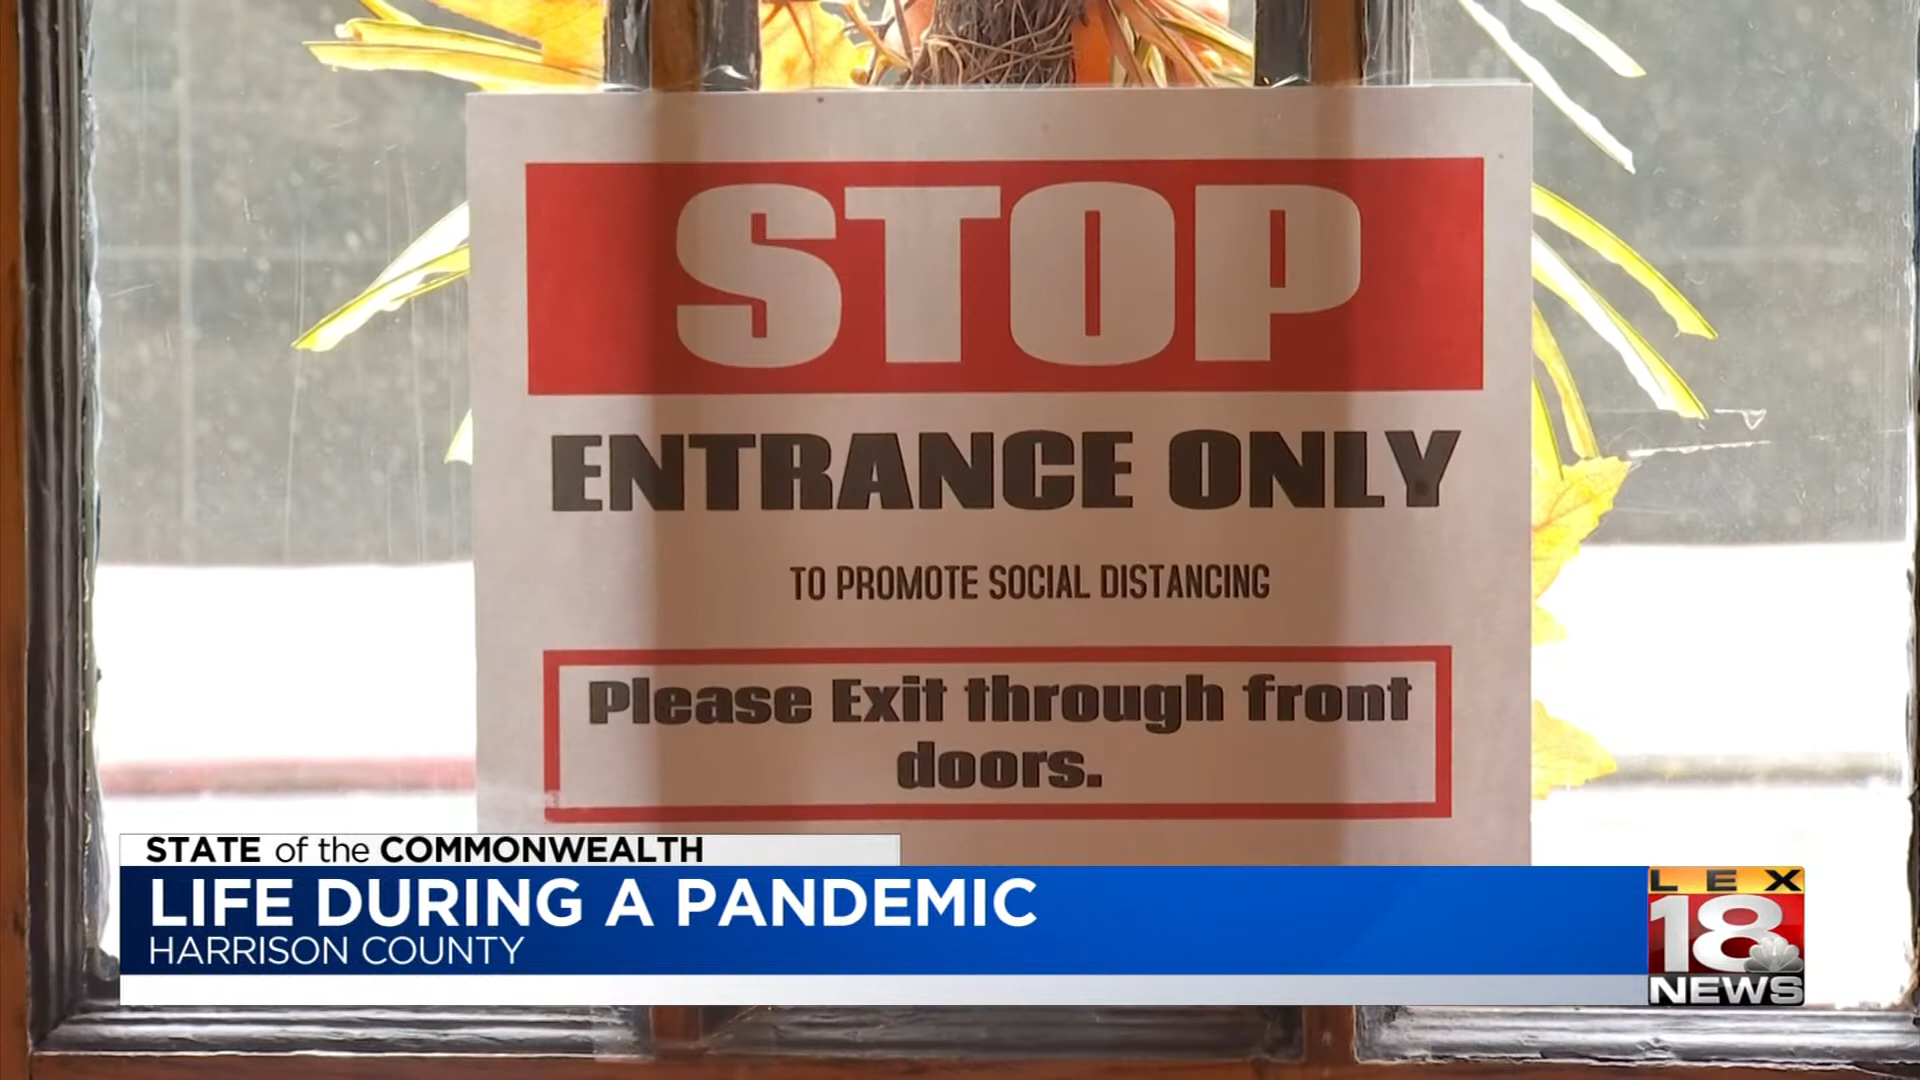 STOP
ENTRANCE ONLY
TO PROMOTE SOCIAL DISTANCING
Please Exit through front
doors.
STATE of the COMMONWEALTH
LIFE DURING A PANDEMIC
HARRISON COUNTY
LEX
18
NEWS